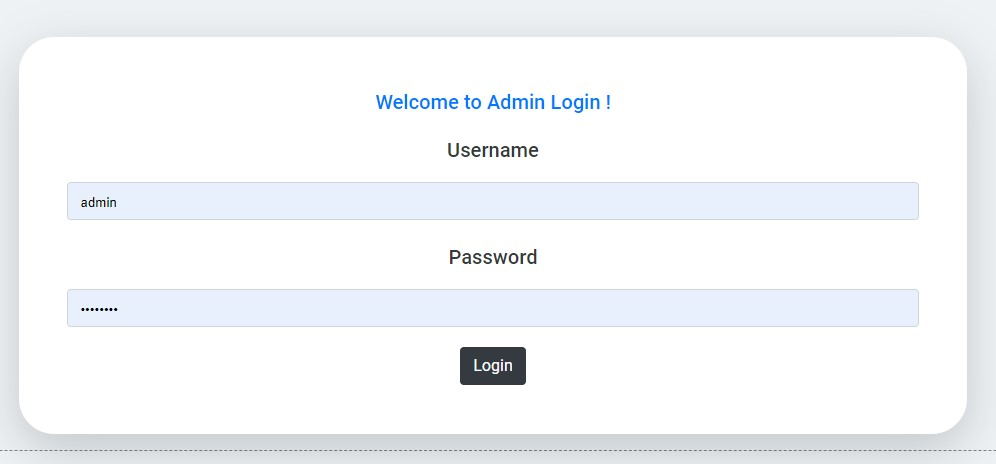 Welcome to Admin Login !
Username
admin
Password
••••••••
Login